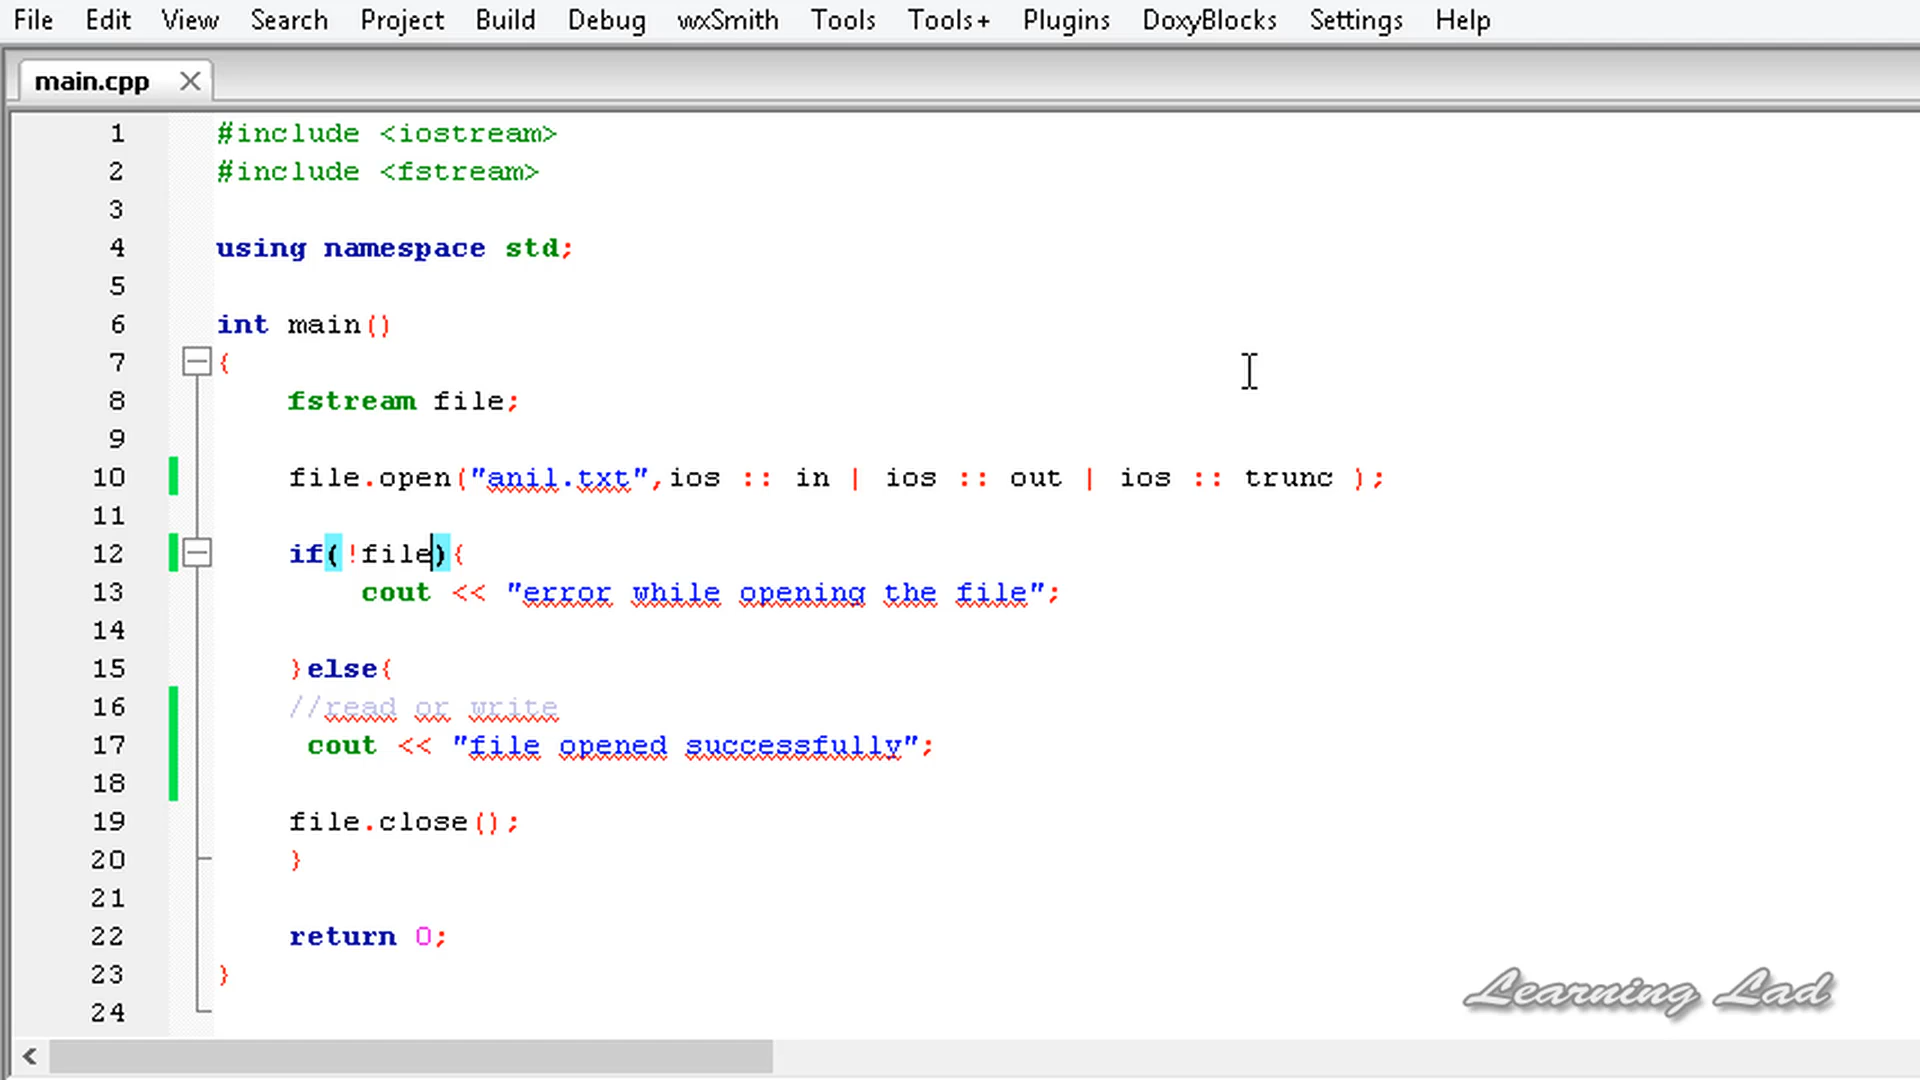 File Edit View Search Project Build Debug wxSmith Tools Tools+ Plugins DoxyBlocks Settings Help
main.cpp
1 #include <iostream>
2 #include <fstream>
3
4 using namespace std;
5
6 int main()
7 {
8 fstream file;
9
10 file.open("anil.txt",ios :: in | ios :: out | ios :: trunc );
11
12 if(!file){
13 cout << "error while opening the file";
14
15 }else{
16 //read or write
17 cout << "file opened successfully";
18
19 file.close();
20 }
21
22 return 0;
23 }
24
Learning Lad